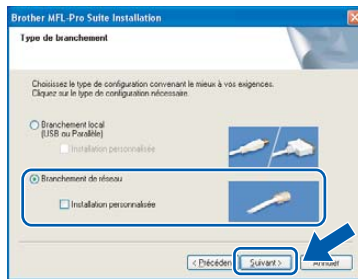 Brother MFL-Pro Suite Installation
Type de branchement
Choisissez le type de configuration convenant le mieux à vos exigences.
Cliquez sur le type de configuration nécessaire.
Branchement local
(USB ou Parallèle)
Installation personnalisée
Branchement de réseau
Installation personnalisée
< Précéden Suivant > Annuler